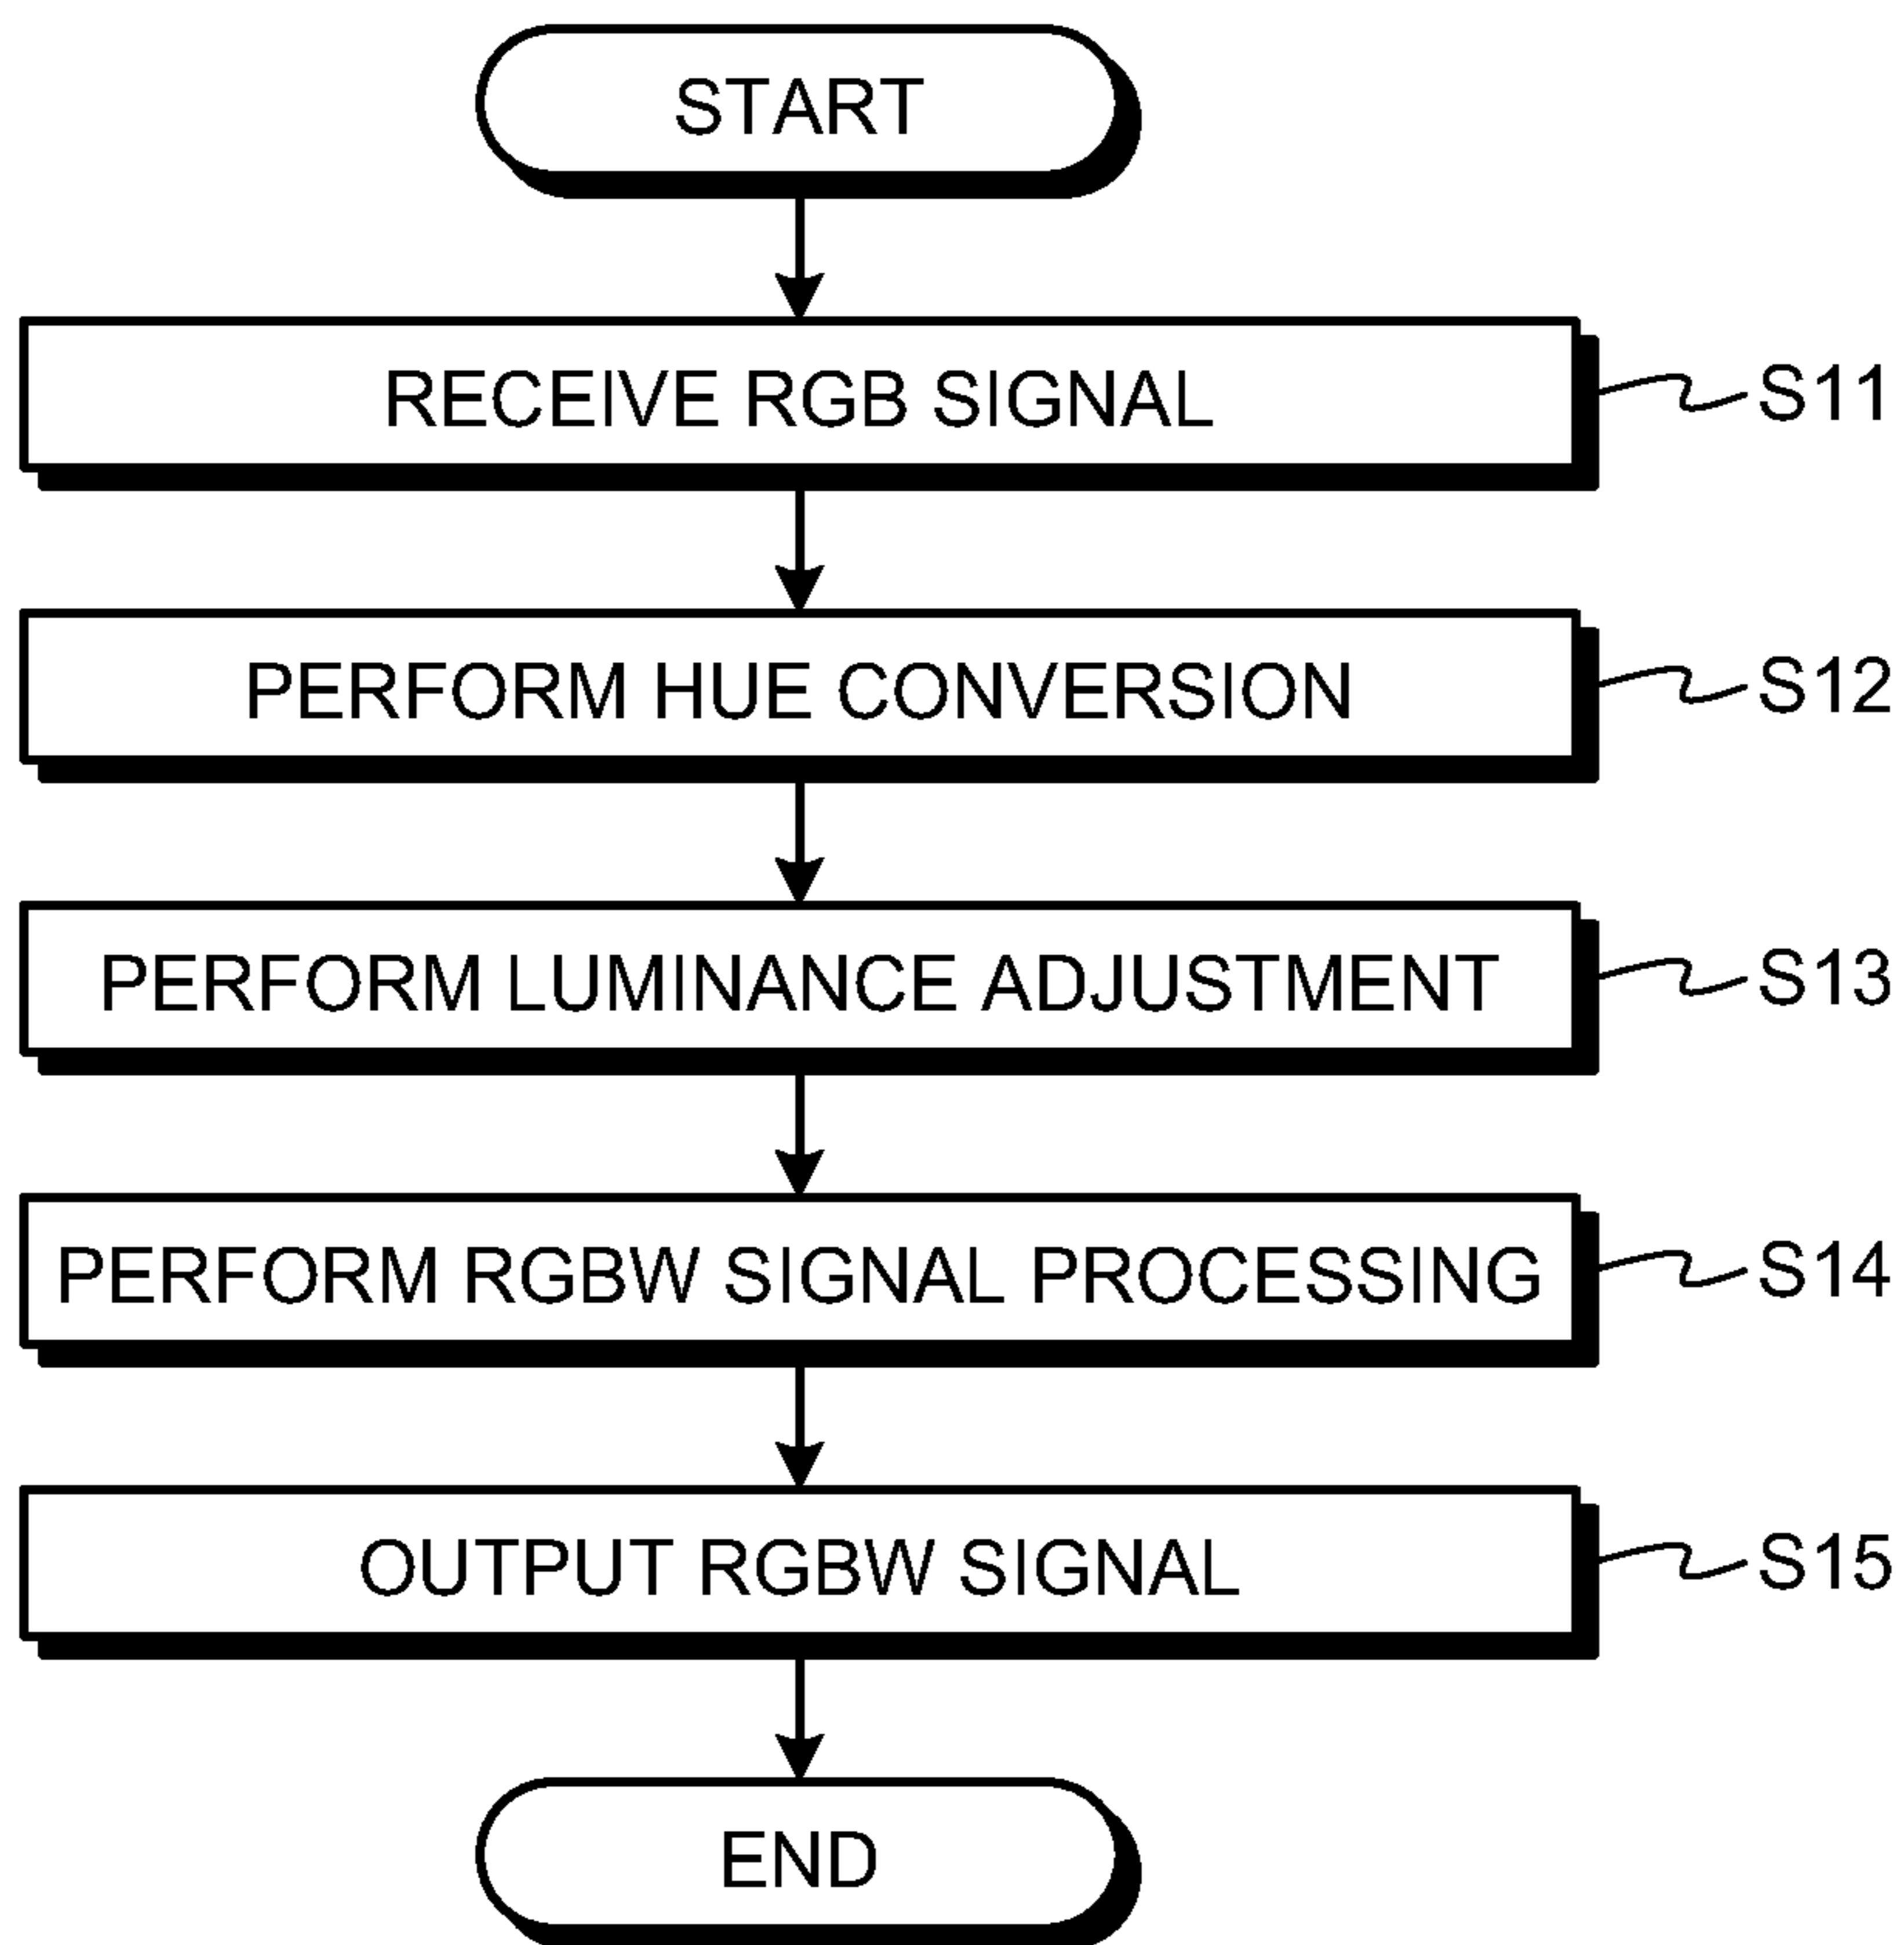 START
RECEIVE RGB SIGNAL S11
PERFORM HUE CONVERSION S12
PERFORM LUMINANCE ADJUSTMENT S13
PERFORM RGBW SIGNAL PROCESSING S14
OUTPUT RGBW SIGNAL S15
END